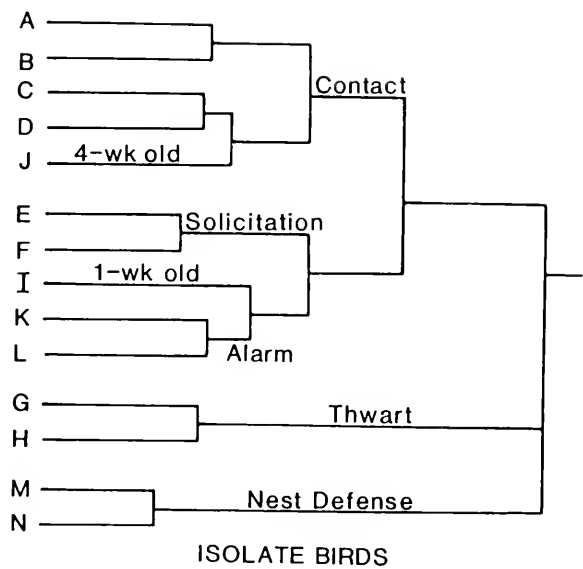 A
B
Contact
C
D
J 4-wk old
E
Solicitation
F
I 1-wk old
K
L
Alarm
G
Thwart
H
M
Nest Defense
N
ISOLATE BIRDS